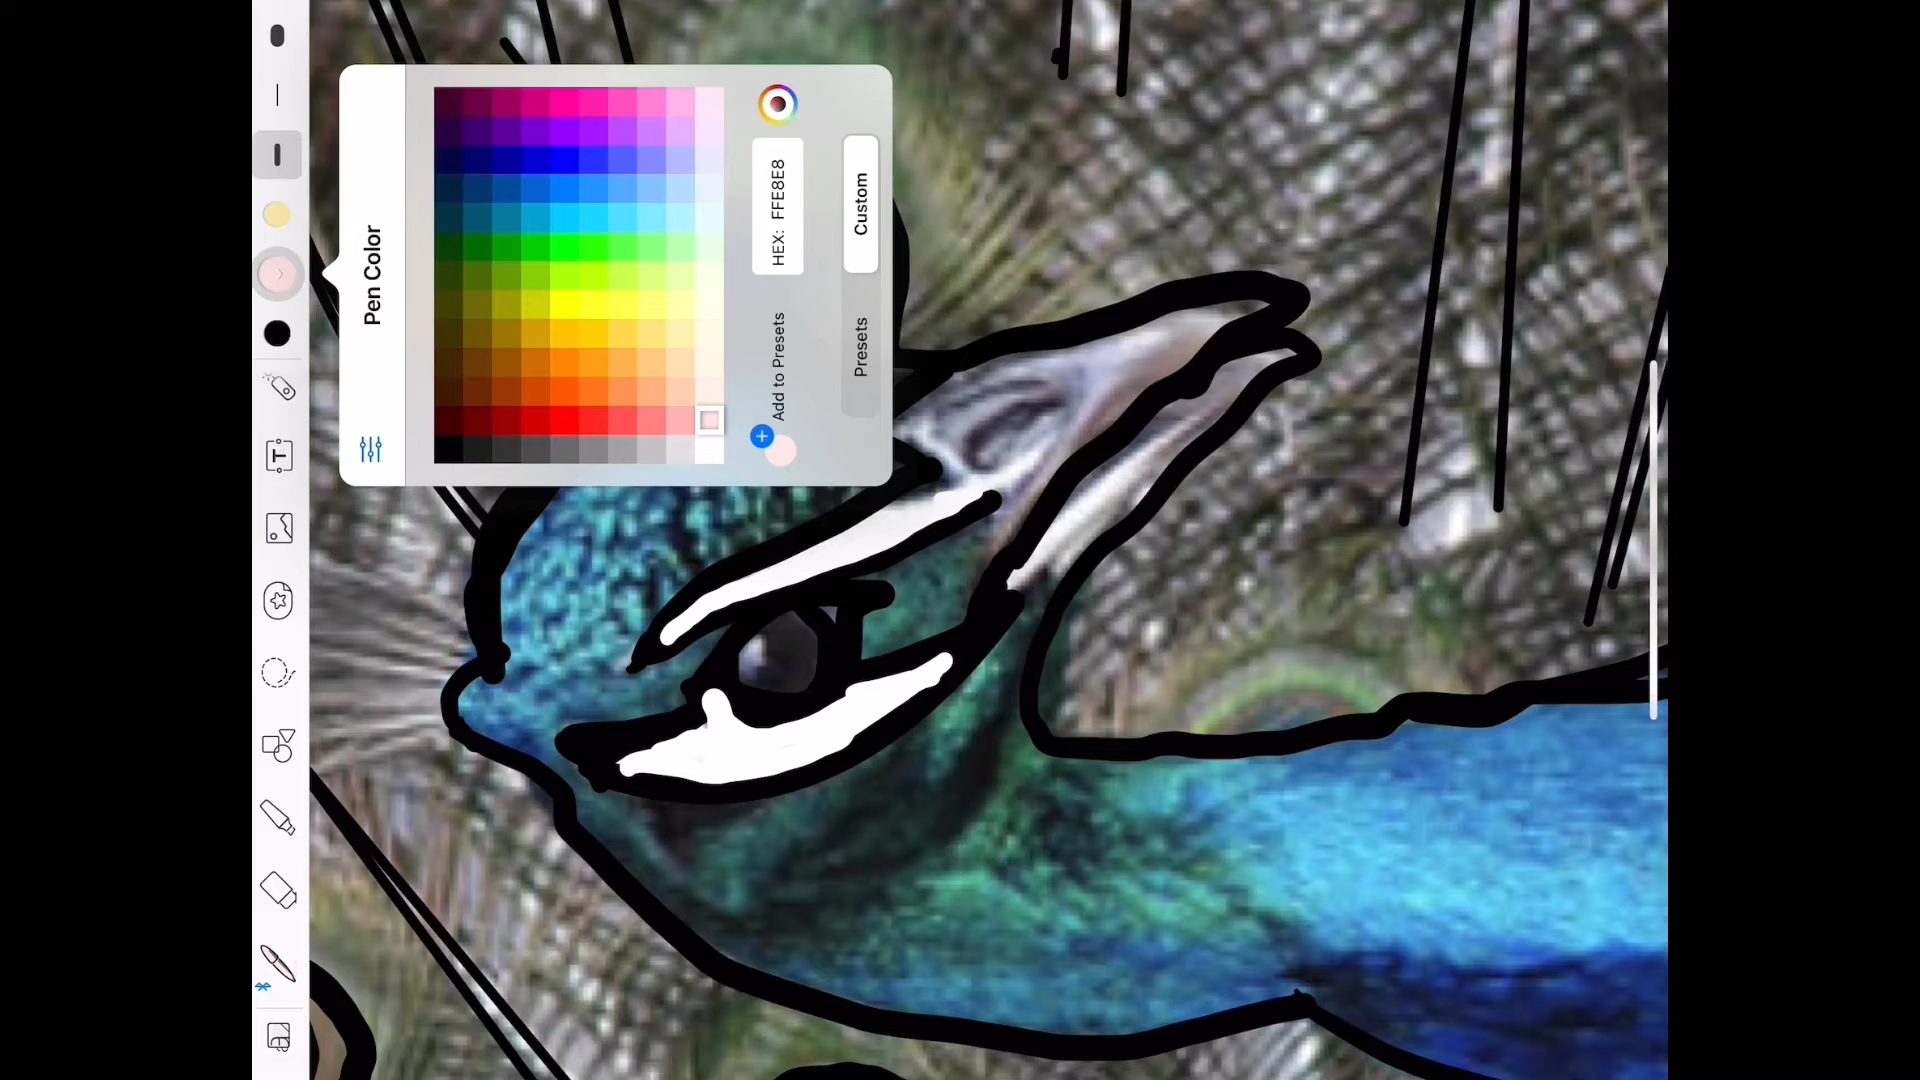 Pen Color
HEX: FFE8E8
Add to Presets
Presets
Custom